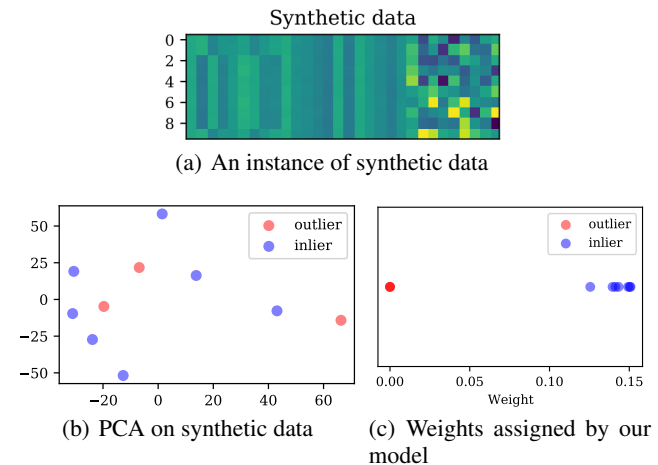 Synthetic data
0
2
4
6
8
(a) An instance of synthetic data
outlier
inlier
50
25
0
−25
−50
−20
0
20
40
60
(b) PCA on synthetic data
outlier
inlier
0.00
0.05
0.10
0.15
Weight
(c) Weights assigned by our
model